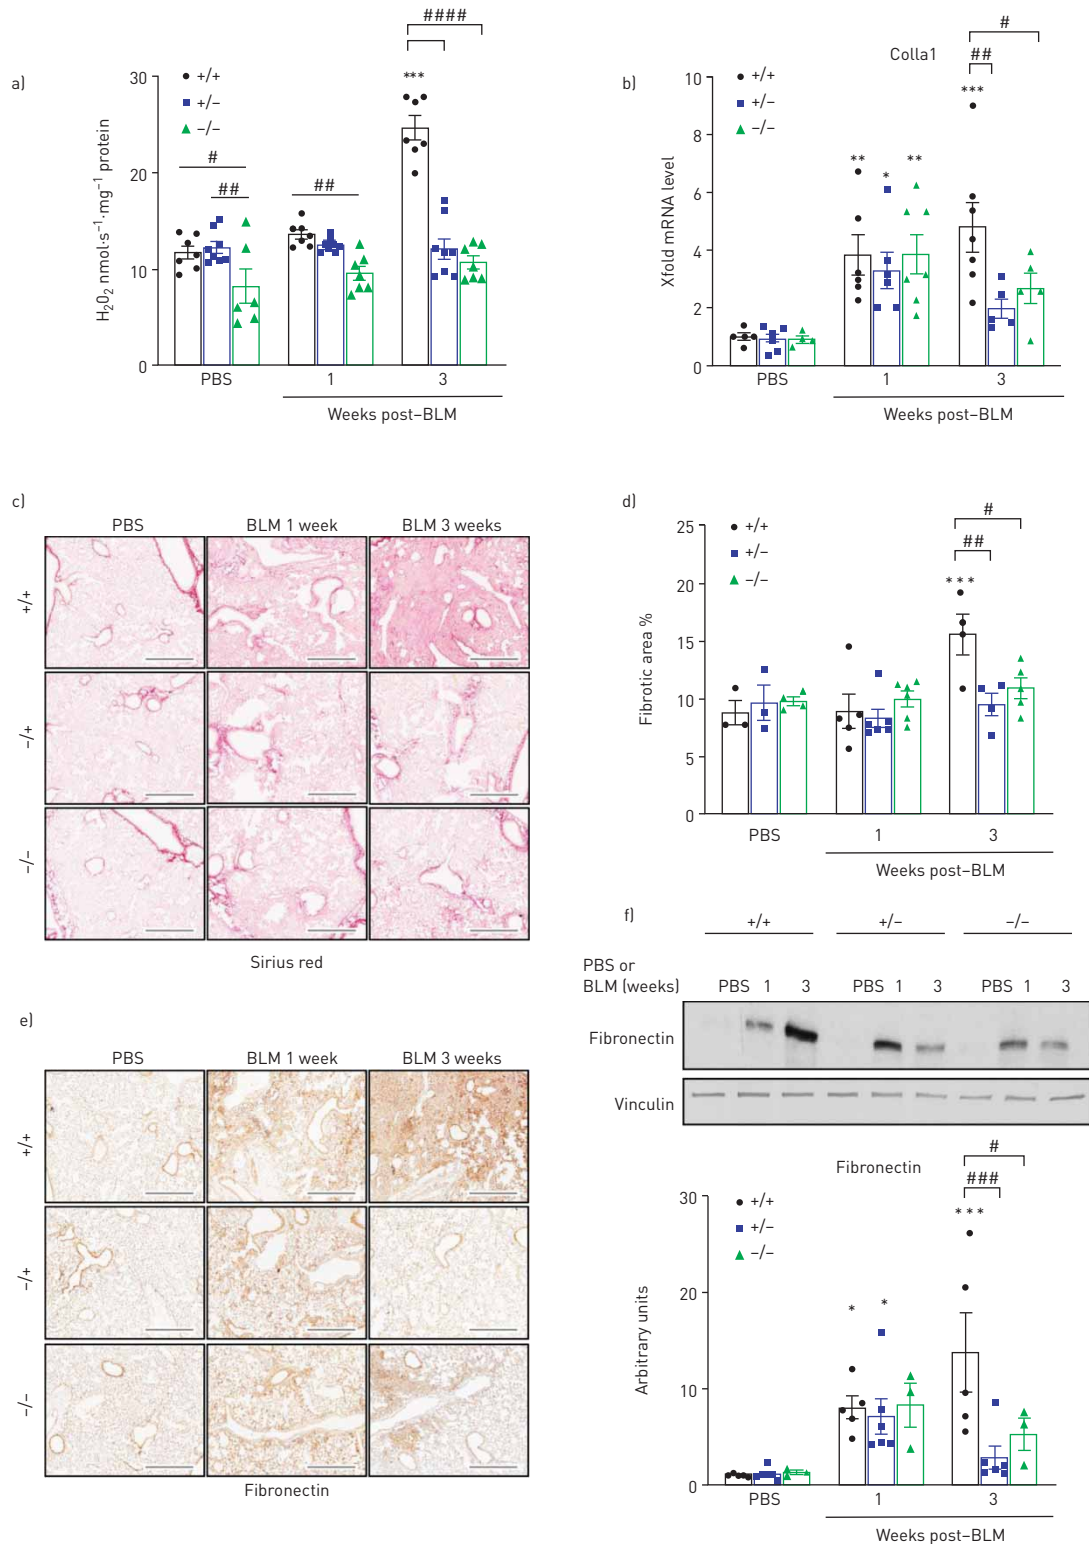 a)
####
***
30
20
10
0
H₂O₂ nmol·s⁻¹·mg⁻¹ protein
+/+
+/−
−/−
#
##
##
PBS
1
3
Weeks post–BLM
b)
Colla1
#
##
***
10
8
6
4
2
0
Xfold mRNA level
+/+
+/−
−/−
**
*
**
PBS
1
3
Weeks post–BLM
c)
PBS
BLM 1 week
BLM 3 weeks
+/+
−/+
−/−
Sirius red
d)
25
20
15
10
5
0
Fibrotic area %
+/+
+/−
−/−
#
##
***
PBS
1
3
Weeks post–BLM
e)
PBS
BLM 1 week
BLM 3 weeks
+/+
−/+
−/−
Fibronectin
f)
+/+
+/−
−/−
PBS or
BLM (weeks)
PBS 1 3
PBS 1 3
PBS 1 3
Fibronectin
Vinculin
Fibronectin
#
###
***
30
20
10
0
Arbitrary units
+/+
+/−
−/−
*
*
PBS
1
3
Weeks post–BLM